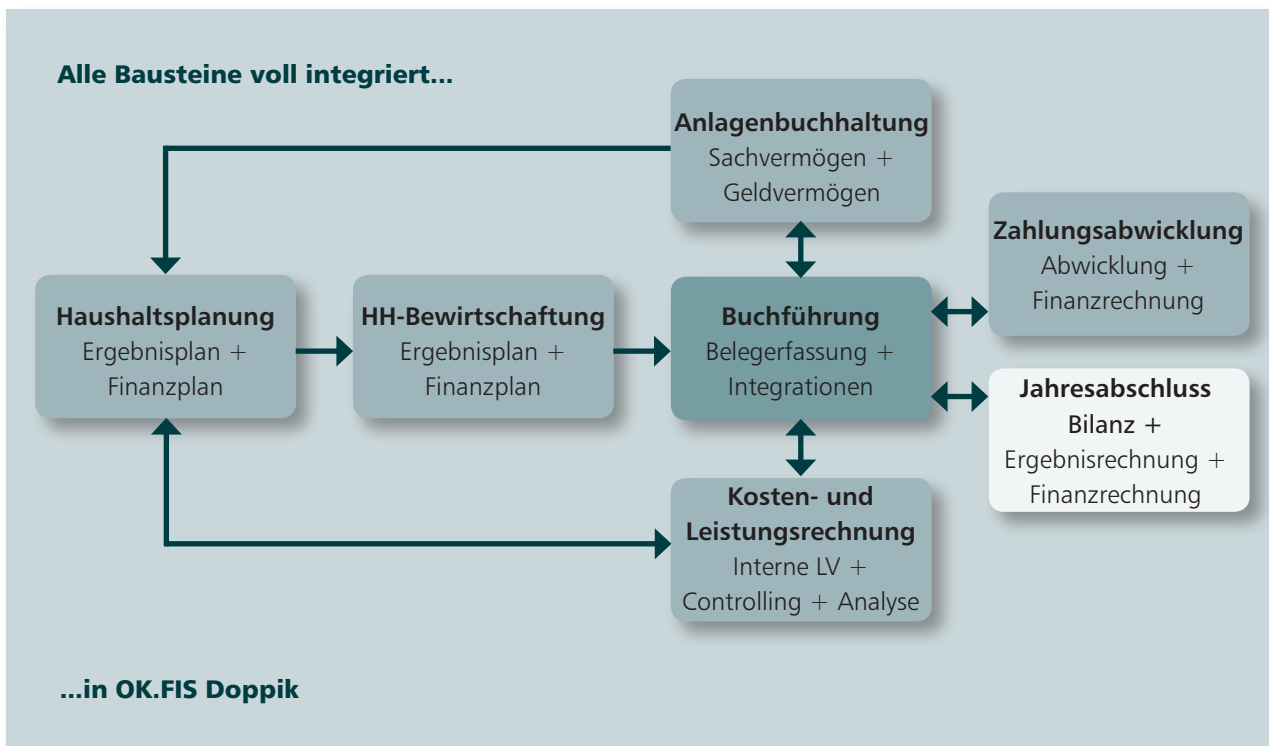 Alle Bausteine voll integriert...
Anlagenbuchhaltung
Sachvermögen +
Geldvermögen
Zahlungsabwicklung
Abwicklung +
Finanzrechnung
Haushaltsplanung
Ergebnisplan +
Finanzplan
HH-Bewirtschaftung
Ergebnisplan +
Finanzplan
Buchführung
Belegerfassung +
Integrationen
Jahresabschluss
Bilanz +
Ergebnisrechnung +
Finanzrechnung
Kosten- und
Leistungsrechnung
Interne LV +
Controlling + Analyse
...in OK.FIS Doppik